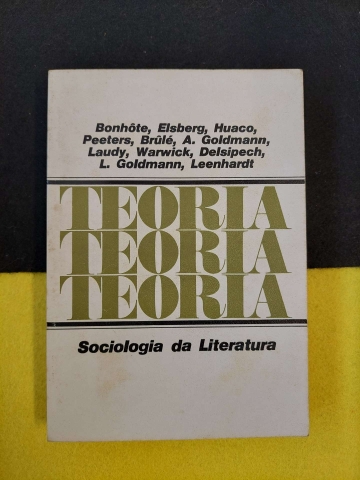 Bonhôte, Elsberg, Huaco,
Peeters, Brûlé, A. Goldmann,
Laudy, Warwick, Delsipech,
L. Goldmann, Leenhardt
TEORIA
TEORIA
TEORIA
Sociologia da Literatura